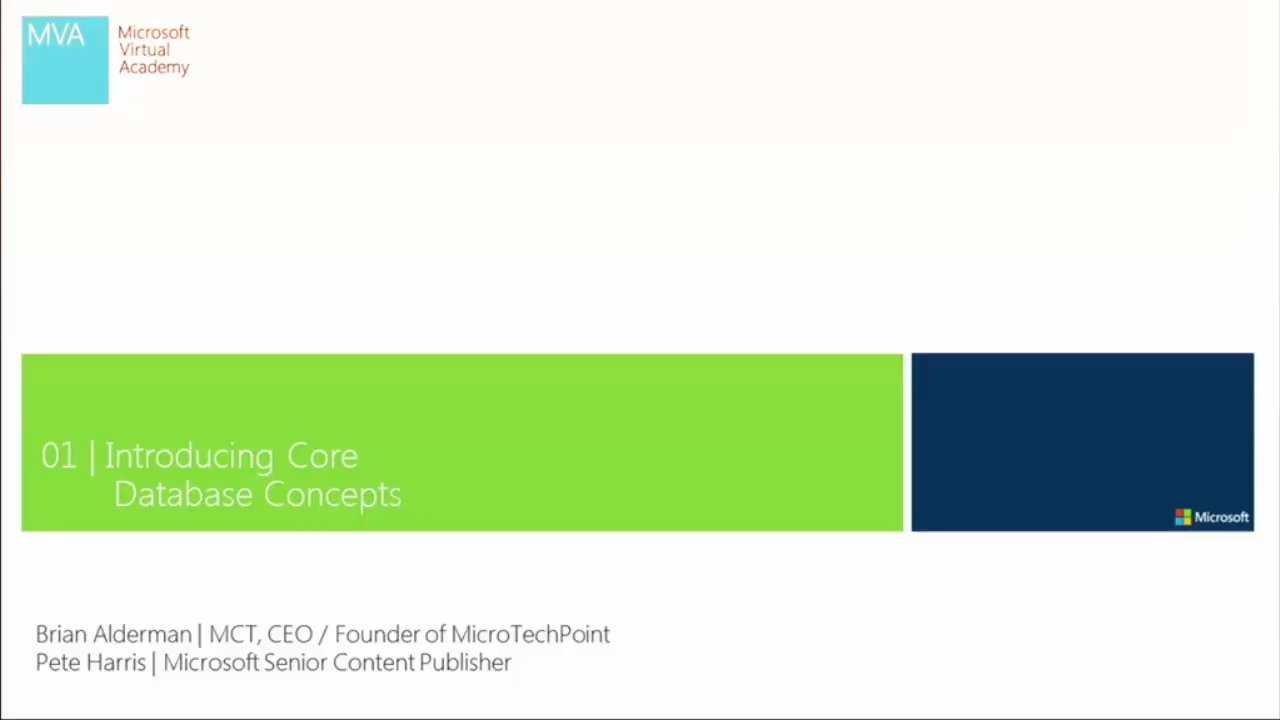 MVA
Microsoft
Virtual
Academy
01 | Introducing Core
Database Concepts
Microsoft
Brian Alderman | MCT, CEO / Founder of MicroTechPoint
Pete Harris | Microsoft Senior Content Publisher